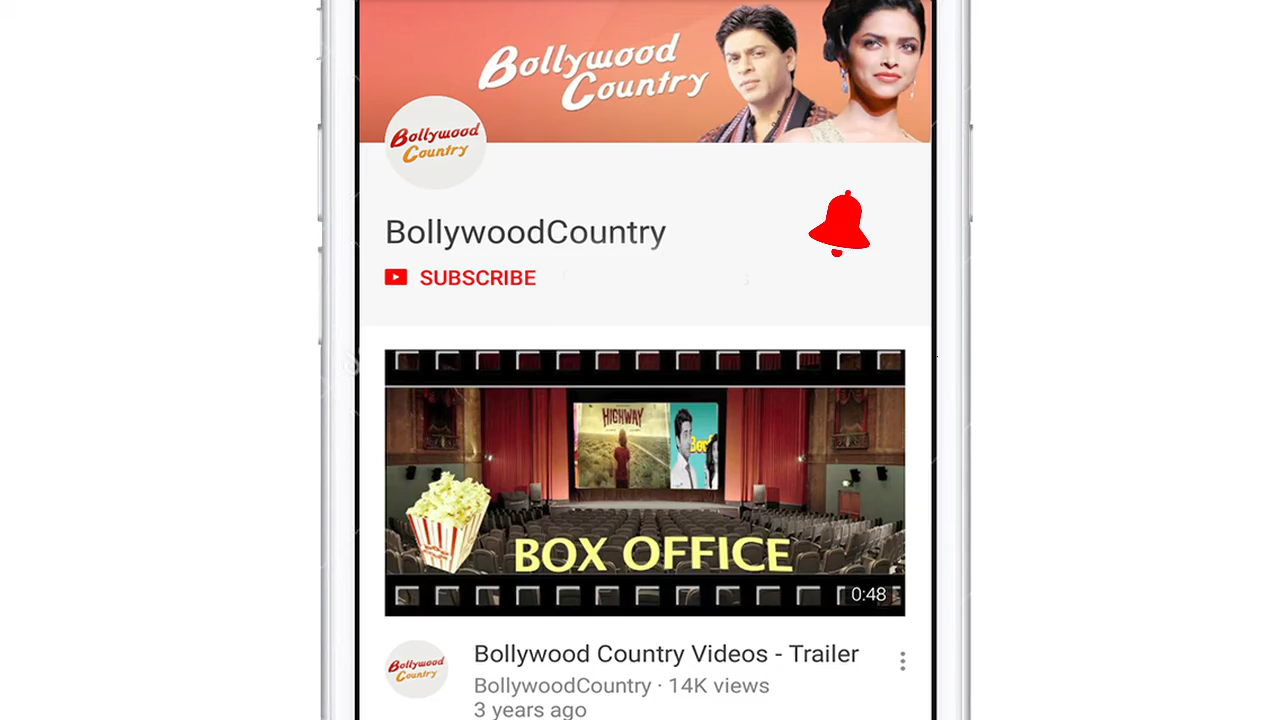 Bollywood
Country
Bollywood
Country
BollywoodCountry
SUBSCRIBE
HIGHWAY
BOX OFFICE
0:48
Bollywood
Country
Bollywood Country Videos - Trailer
BollywoodCountry · 14K views
3 years ago